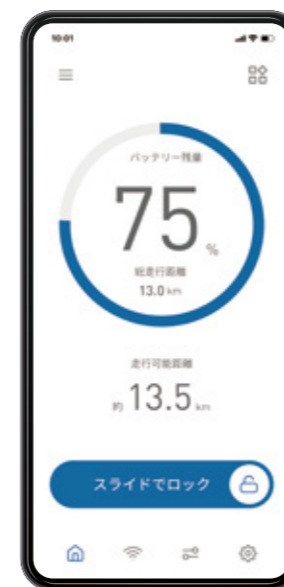 10:01
バッテリー残量
75%
総走行距離
13.0 km
走行可能距離
約 13.5 km
スライドでロック